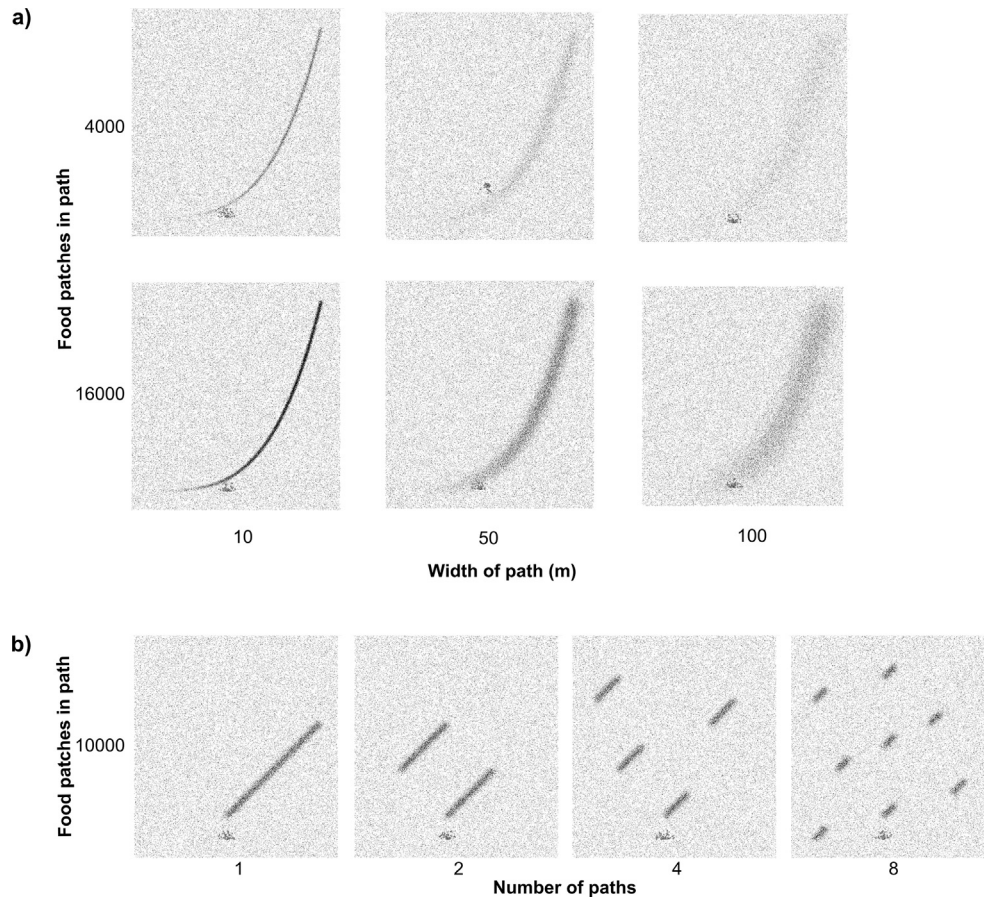 a)
Food patches in path
4000
16000
10
50
100
Width of path (m)
b)
Food patches in path
10000
1
2
4
8
Number of paths